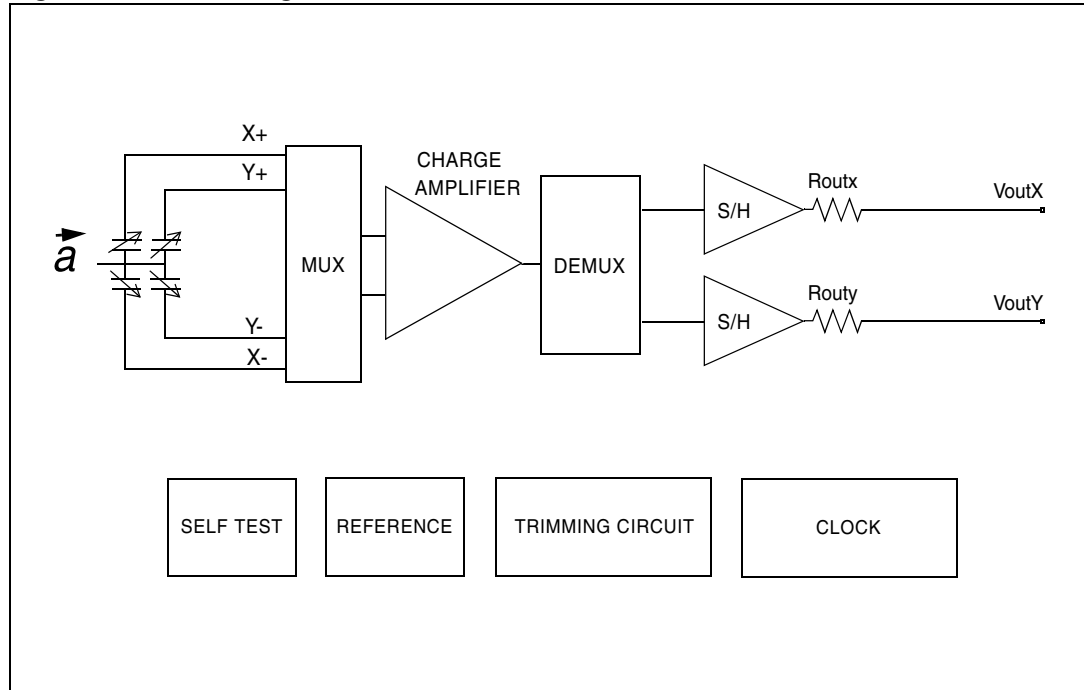 X+
Y+
a
Y-
X-
MUX
CHARGE
AMPLIFIER
DEMUX
S/H
Routx
VoutX
S/H
Routy
VoutY
SELF TEST
REFERENCE
TRIMMING CIRCUIT
CLOCK